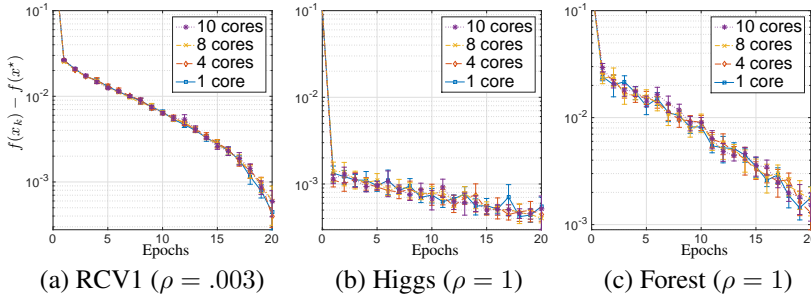 10^-1
10^-2
10^-3
f(x_k) − f(x^⋆)
10 cores
8 cores
4 cores
1 core
0 5 10 15 20
Epochs
(a) RCV1 (ρ = .003)
10^-1
10^-2
10^-3
10 cores
8 cores
4 cores
1 core
0 5 10 15 20
Epochs
(b) Higgs (ρ = 1)
10^-1
10^-2
10^-3
10 cores
8 cores
4 cores
1 core
0 5 10 15 20
Epochs
(c) Forest (ρ = 1)